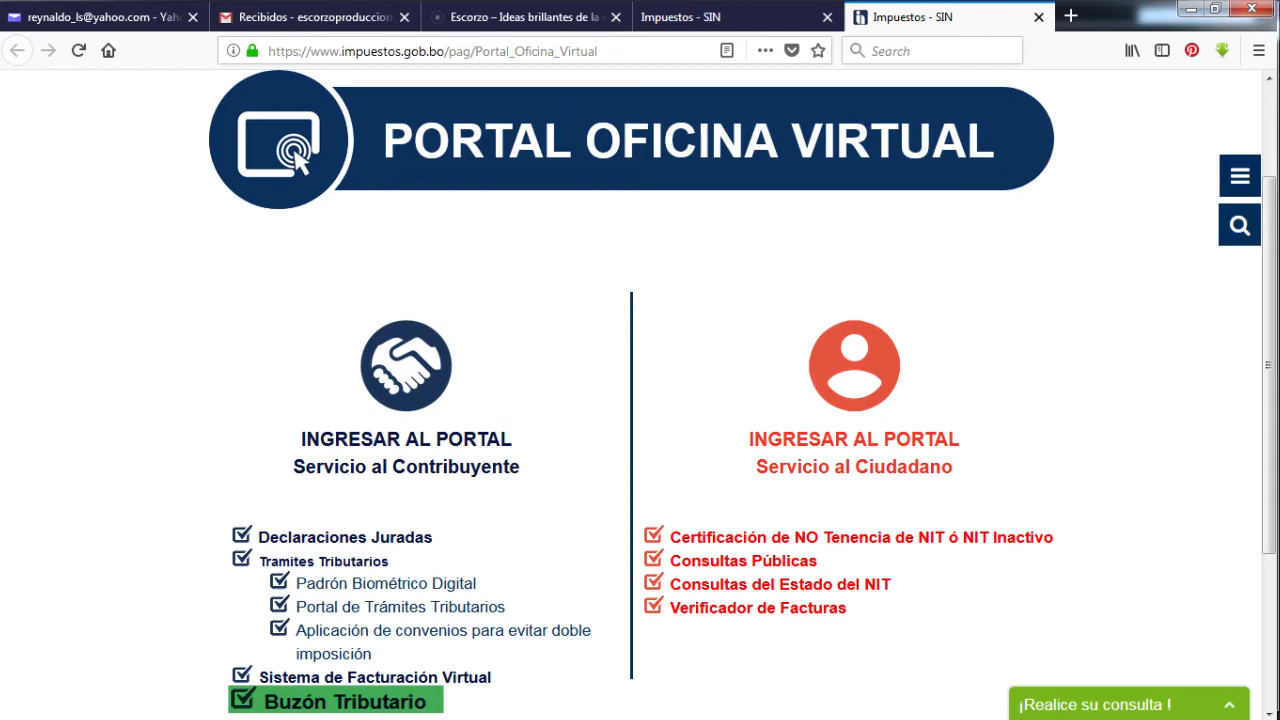 reynaldo_ls@yahoo.com - Yah
Recibidos - escorzoproduccion
Escorzo – Ideas brillantes de la
Impuestos - SIN
Impuestos - SIN
https://www.impuestos.gob.bo/pag/Portal_Oficina_Virtual
Search
PORTAL OFICINA VIRTUAL
INGRESAR AL PORTAL
Servicio al Contribuyente
Declaraciones Juradas
Tramites Tributarios
Padrón Biométrico Digital
Portal de Trámites Tributarios
Aplicación de convenios para evitar doble
imposición
Sistema de Facturación Virtual
Buzón Tributario
INGRESAR AL PORTAL
Servicio al Ciudadano
Certificación de NO Tenencia de NIT ó NIT Inactivo
Consultas Públicas
Consultas del Estado del NIT
Verificador de Facturas
¡Realice su consulta !